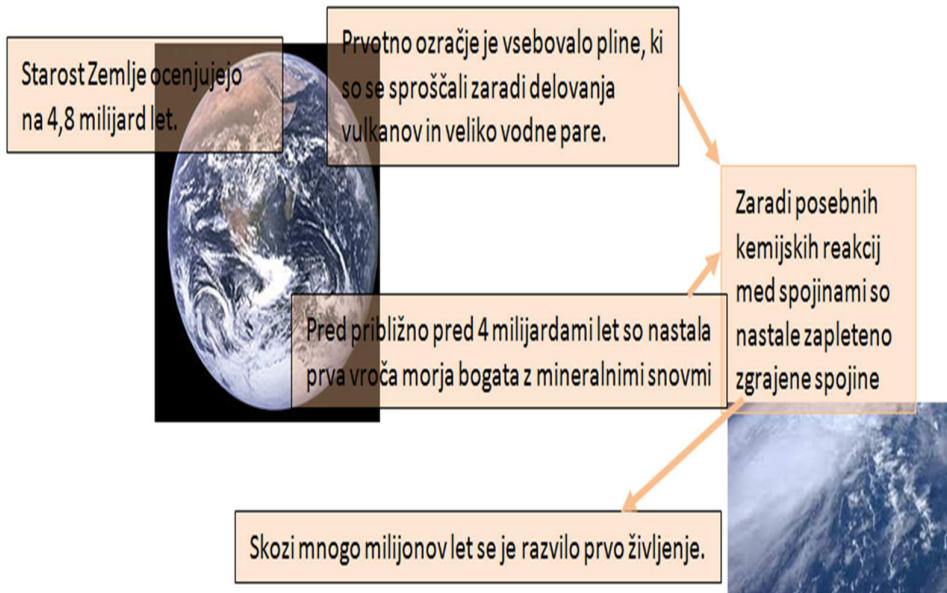 Starost Zemlje ocenjujejo
na 4,8 milijard let.
Prvotno ozračje je vsebovalo pline, ki
so se sproščali zaradi delovanja
vulkanov in veliko vodne pare.
Pred približno pred 4 milijardami let so nastala
prva vroča morja bogata z mineralnimi snovmi
Zaradi posebnih
kemijskih reakcij
med spojinami so
nastale zapleteno
zgrajene spojine
Skozi mnogo milijonov let se je razvilo prvo življenje.